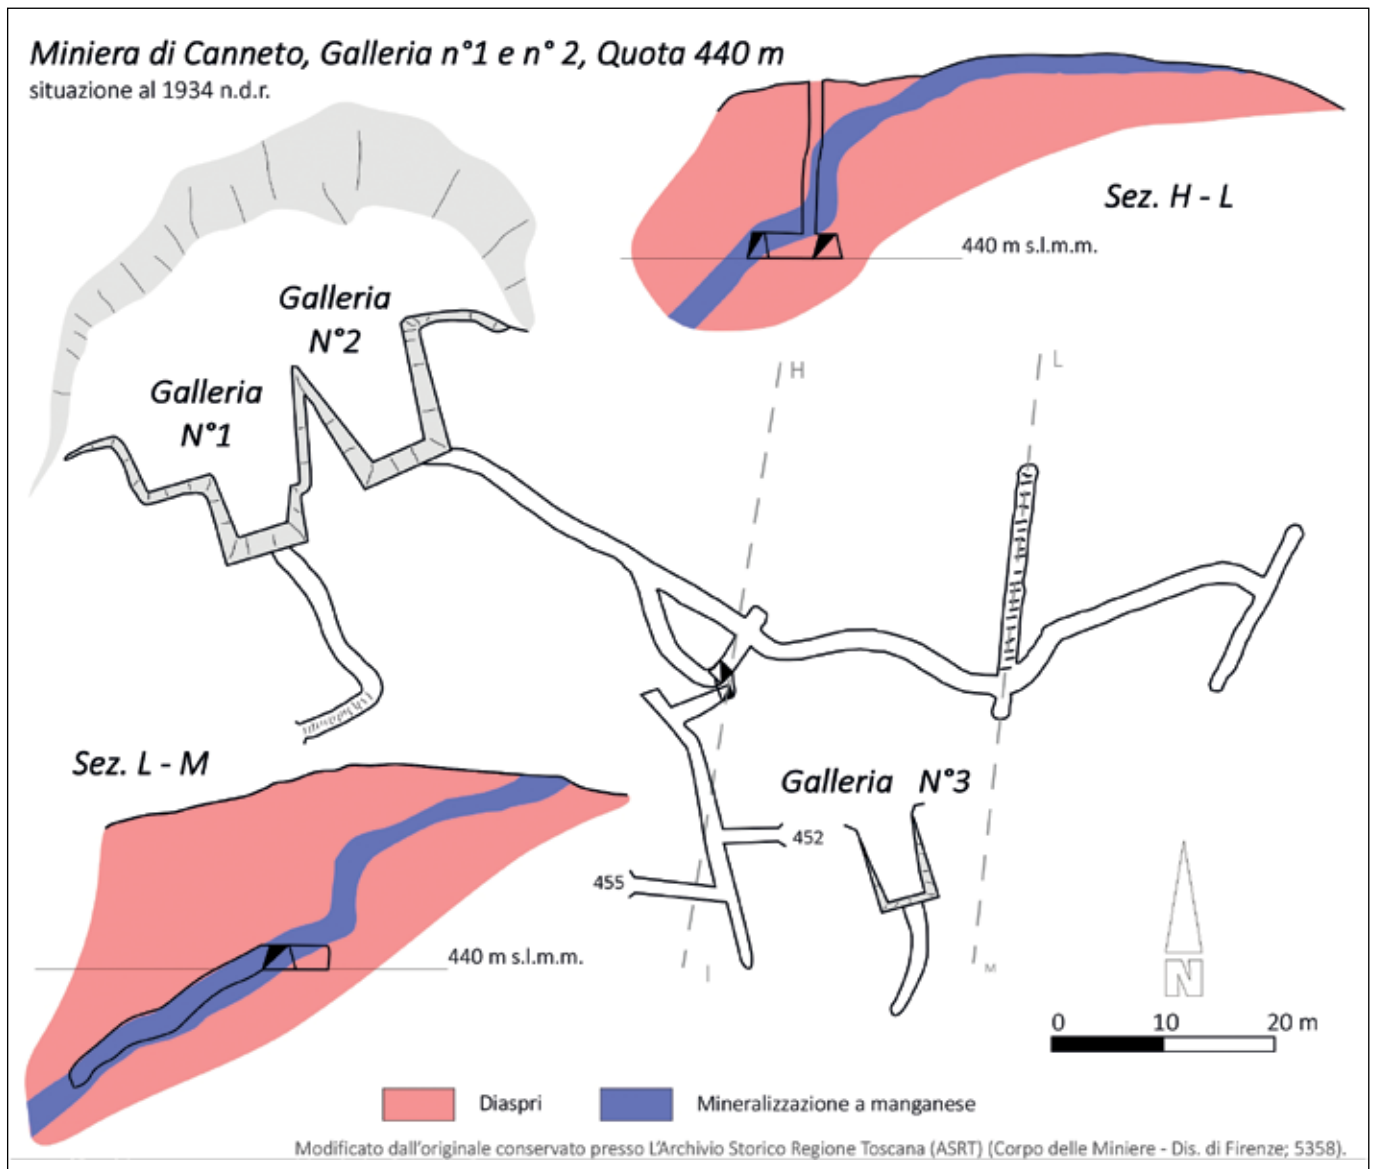 Miniera di Canneto, Galleria n°1 e n° 2, Quota 440 m
situazione al 1934 n.d.r.
Sez. H - L
440 m s.l.m.m.
Galleria
N°2
Galleria
N°1
H
L
Sez. L - M
Galleria N°3
452
455
440 m s.l.m.m.
I
M
N
0 10 20 m
Diaspri
Mineralizzazione a manganese
Modificato dall'originale conservato presso L'Archivio Storico Regione Toscana (ASRT) (Corpo delle Miniere - Dis. di Firenze; 5358).